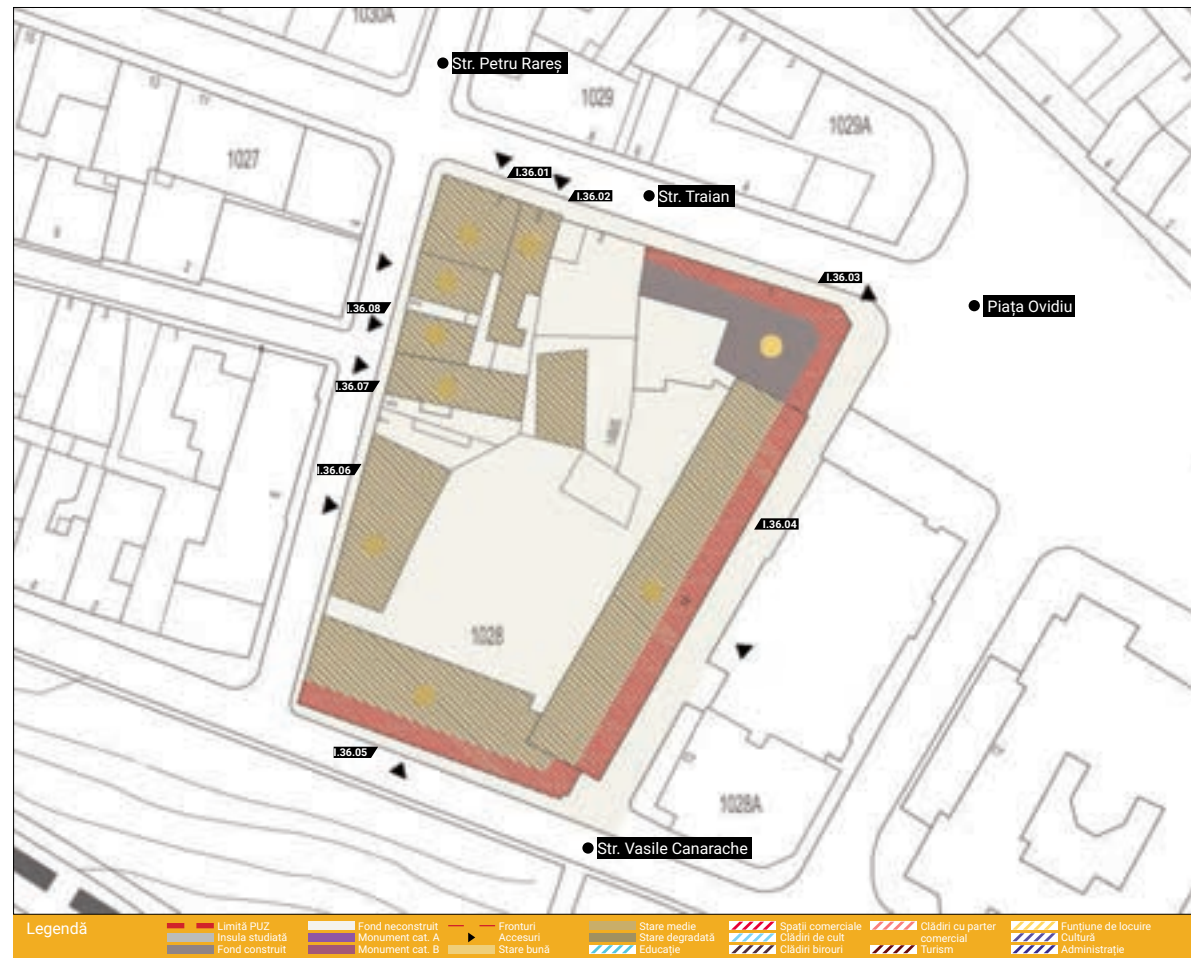 1030A
Str. Petru Rareș
1029
1029A
1027
I.36.01
I.36.02
Str. Traian
I.36.03
Piața Ovidiu
I.36.08
I.36.07
I.36.06
I.36.04
1028
I.36.05
1028A
Str. Vasile Canarache
Legendă
Limită PUZ
Insula studiată
Fond construit
Fond neconstruit
Monument cat. A
Monument cat. B
Fronturi
Accesuri
Stare bună
Stare medie
Stare degradată
Educație
Spații comerciale
Clădiri de cult
Clădiri birouri
Clădiri cu parter
comercial
Turism
Funțiune de locuire
Cultură
Administrație